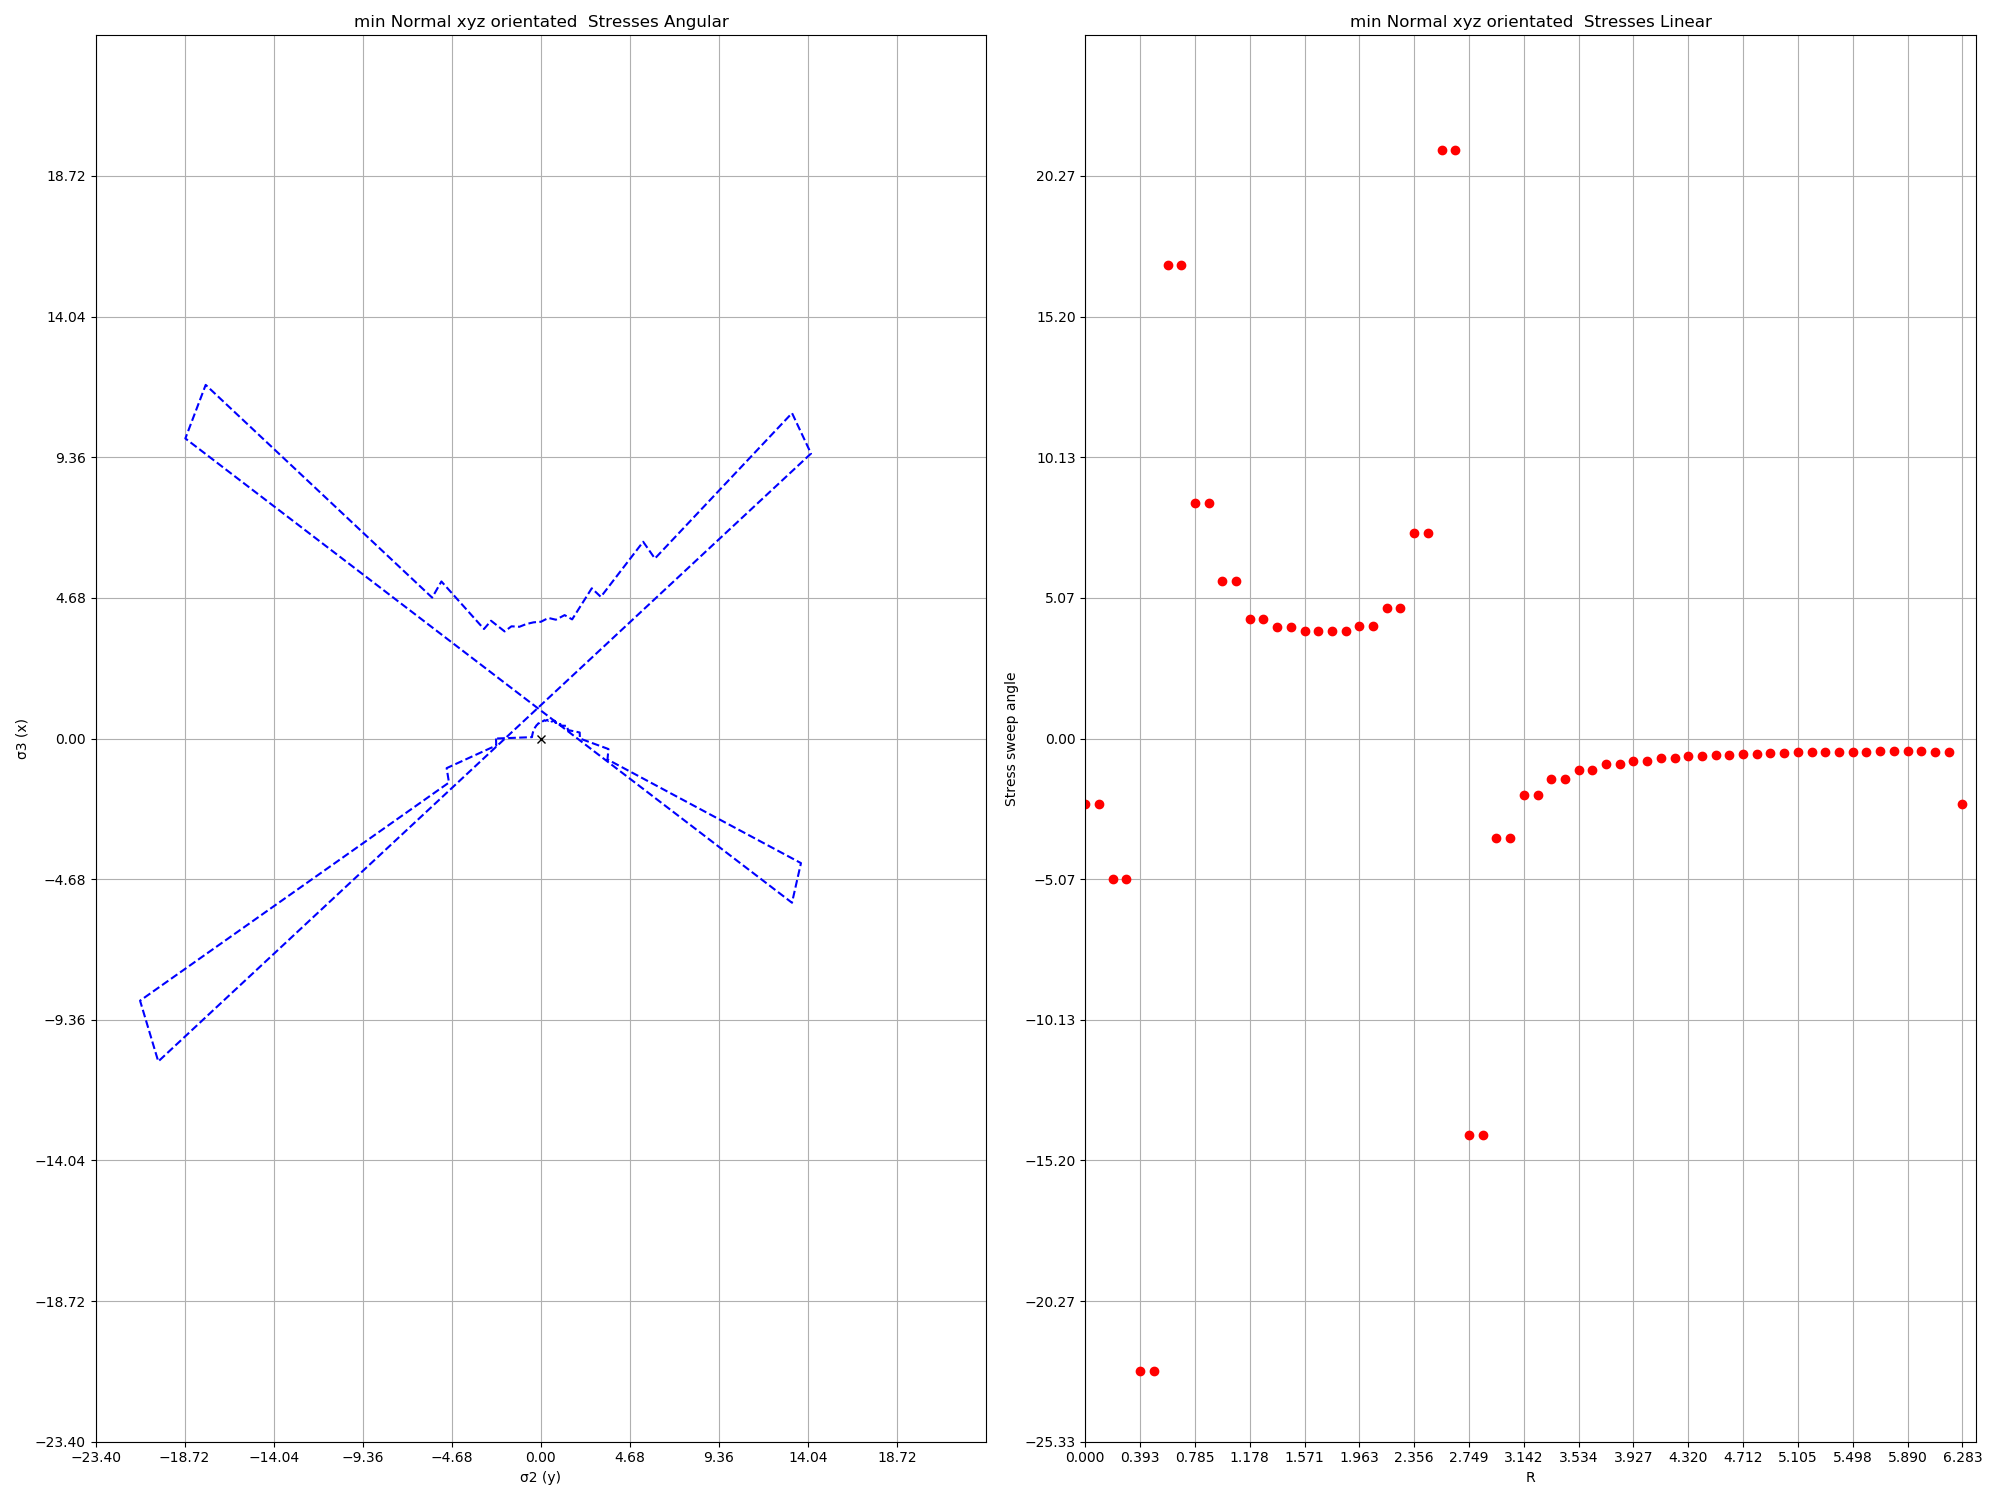 min Normal xyz orientated  Stresses Angular
18.72
14.04
9.36
4.68
0.00
−4.68
−9.36
−14.04
−18.72
−23.40
σ3 (x)
−23.40 −18.72 −14.04 −9.36 −4.68 0.00 4.68 9.36 14.04 18.72
σ2 (y)
min Normal xyz orientated  Stresses Linear
20.27
15.20
10.13
5.07
0.00
−5.07
−10.13
−15.20
−20.27
−25.33
Stress sweep angle
0.000 0.393 0.785 1.178 1.571 1.963 2.356 2.749 3.142 3.534 3.927 4.320 4.712 5.105 5.498 5.890 6.283
R